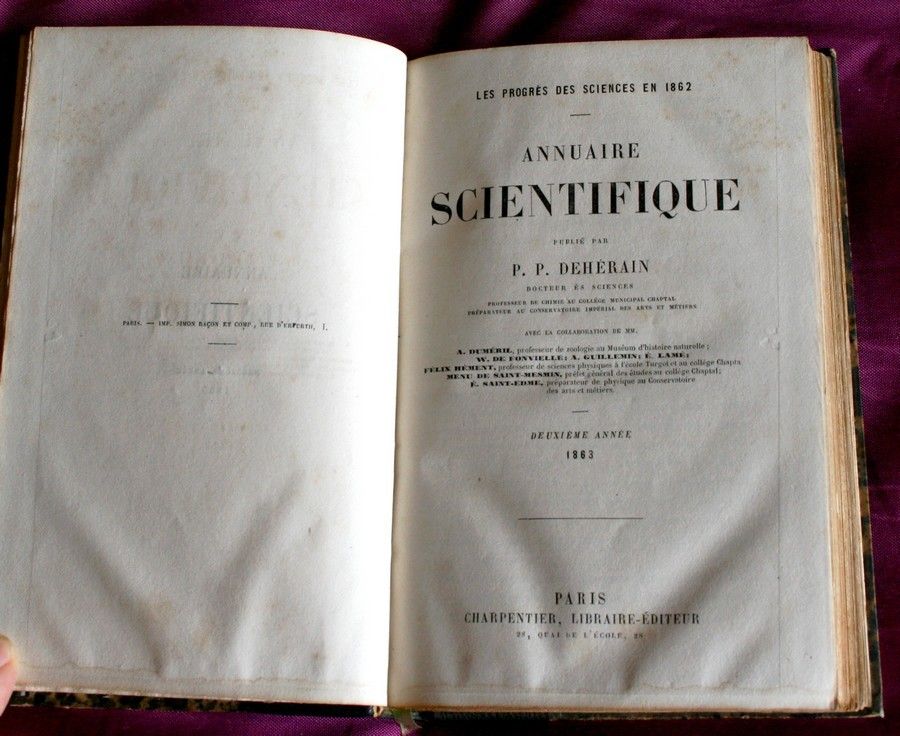 PARIS. — IMP. SIMON RAÇON ET COMP., RUE D'ERFURTH, 1.
LES PROGRÈS DES SCIENCES EN 1862
ANNUAIRE
SCIENTIFIQUE
PUBLIÉ PAR
P. P. DEHÉRAIN
DOCTEUR ÈS SCIENCES
PROFESSEUR DE CHIMIE AU COLLÉGE MUNICIPAL CHAPTAL
PRÉPARATEUR AU CONSERVATOIRE IMPÉRIAL DES ARTS ET MÉTIERS
AVEC LA COLLABORATION DE MM.
A. DUMÉRIL, professeur de zoologie au Muséum d'histoire naturelle;
W. DE FONVIELLE; A. GUILLEMIN; É. LAMÉ;
FÉLIX HÉMENT, professeur de sciences physiques à l'école Turgot et au collége Chapta
MENU DE SAINT-MESMIN, préfet général des études au collége Chaptal;
É. SAINT-EDME, préparateur de physique au Conservatoire
des arts et métiers.
DEUXIÈME ANNÉE
1863
PARIS
CHARPENTIER, LIBRAIRE-ÉDITEUR
28, QUAI DE L'ÉCOLE, 28